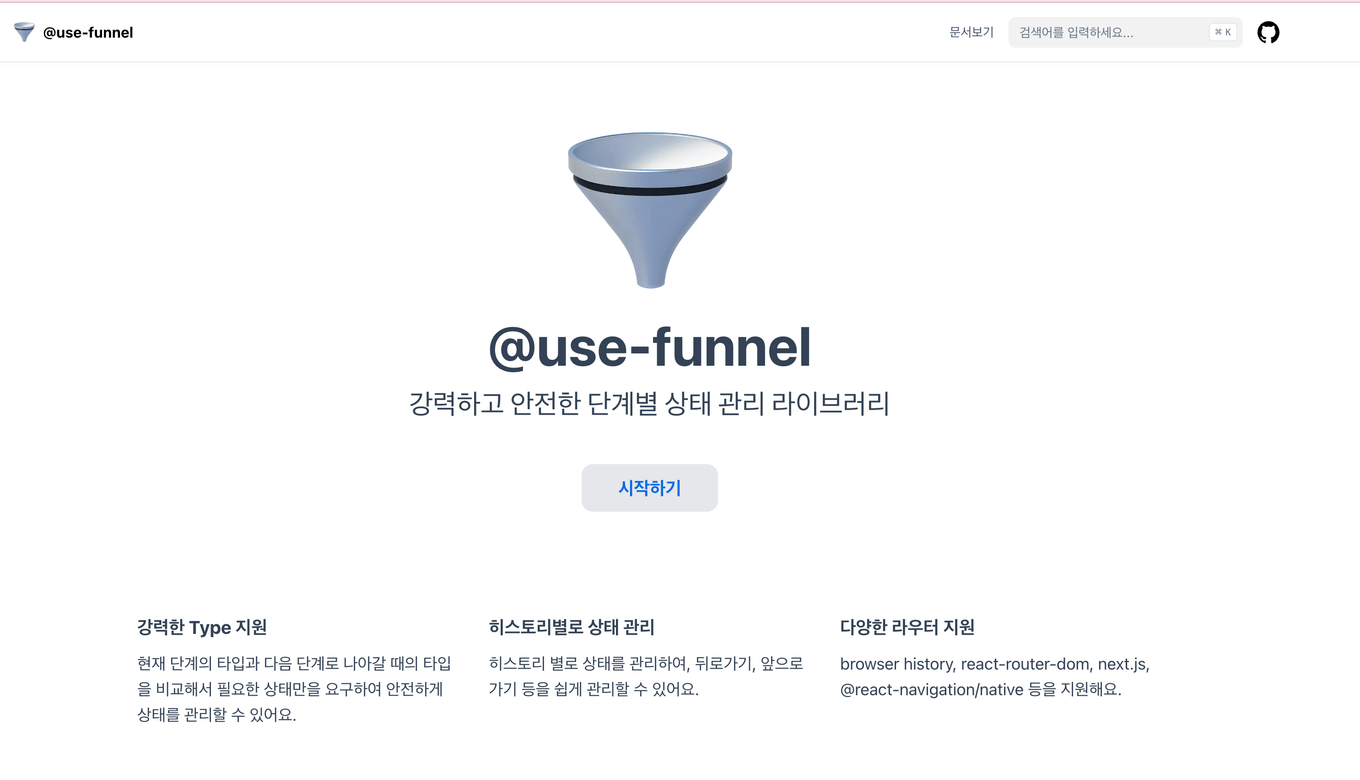 @use-funnel
문서보기
검색어를 입력하세요...
⌘ K
@use-funnel
강력하고 안전한 단계별 상태 관리 라이브러리
시작하기
강력한 Type 지원
현재 단계의 타입과 다음 단계로 나아갈 때의 타입
을 비교해서 필요한 상태만을 요구하여 안전하게
상태를 관리할 수 있어요.
히스토리별로 상태 관리
히스토리 별로 상태를 관리하여, 뒤로가기, 앞으로
가기 등을 쉽게 관리할 수 있어요.
다양한 라우터 지원
browser history, react-router-dom, next.js,
@react-navigation/native 등을 지원해요.